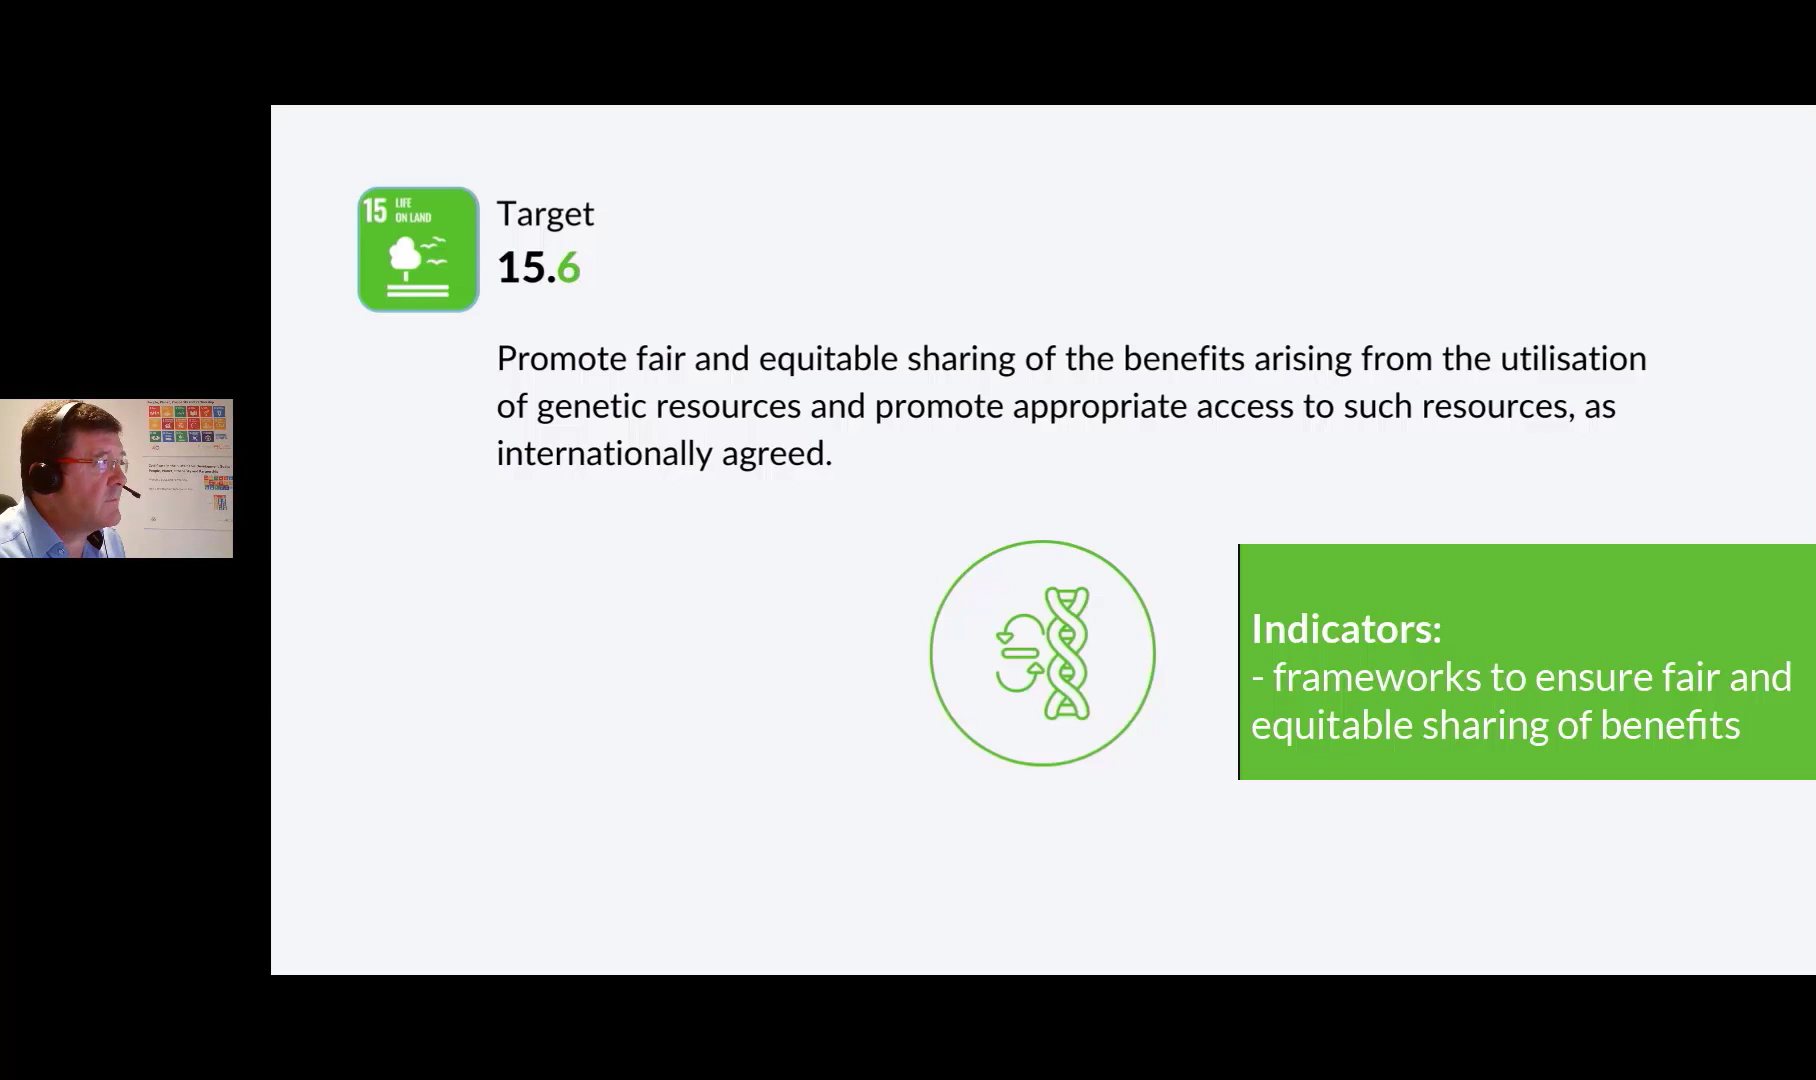 15 LIFE
ON LAND
Target
15.6
Promote fair and equitable sharing of the benefits arising from the utilisation
of genetic resources and promote appropriate access to such resources, as
internationally agreed.
Indicators:
- frameworks to ensure fair and
equitable sharing of benefits